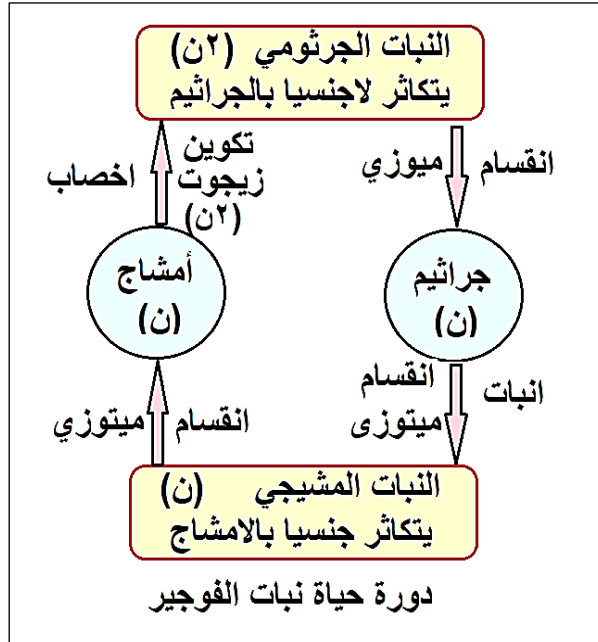 النبات الجرثومي (٢ن)
يتكاثر لاجنسيا بالجراثيم
انقسام ميوزي
جراثيم
(ن)
انبات
انقسام
ميتوزى
النبات المشيجي (ن)
يتكاثر جنسيا بالامشاج
انقسام ميتوزي
أمشاج
(ن)
اخصاب
تكوين
زيجوت
(٢ن)
دورة حياة نبات الفوجير